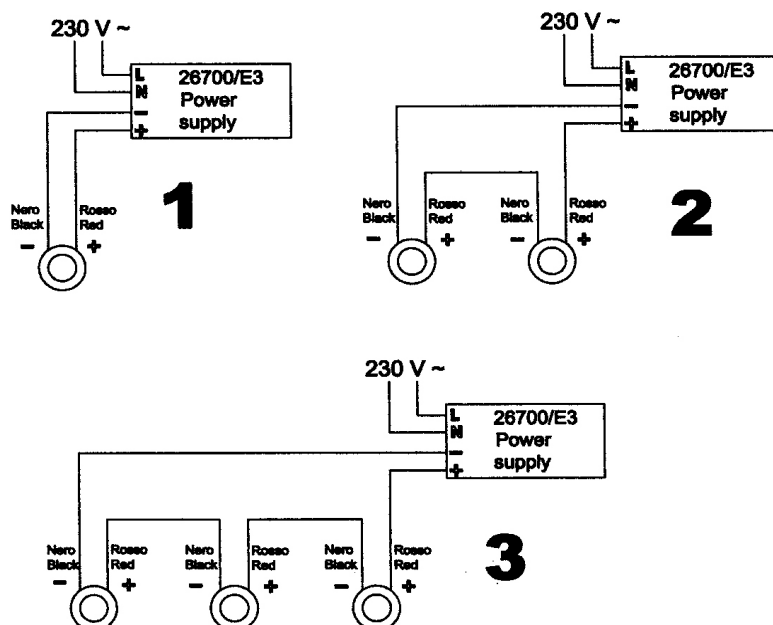 230 V ~
L
N
−
+
26700/E3
Power
supply
Nero
Black
−
Rosso
Red
+
1
230 V ~
L
N
−
+
26700/E3
Power
supply
Nero
Black
−
Rosso
Red
+
Nero
Black
−
Rosso
Red
+
2
230 V ~
L
N
−
+
26700/E3
Power
supply
Nero
Black
−
Rosso
Red
+
Nero
Black
−
Rosso
Red
+
Nero
Black
−
Rosso
Red
+
3